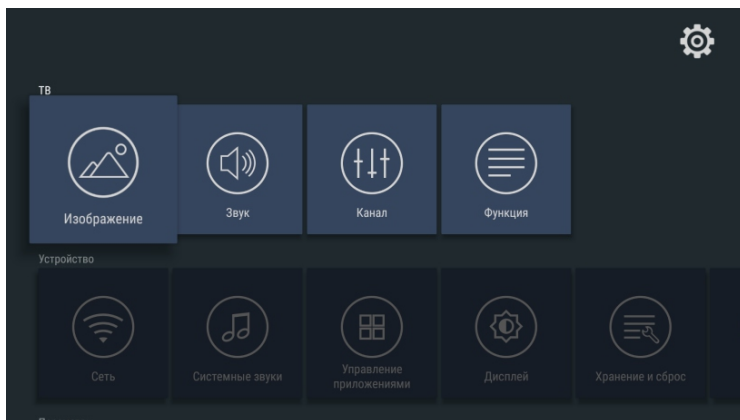 ТВ
Изображение
Звук
Канал
Функция
Устройство
Сеть
Системные звуки
Управление
приложениями
Дисплей
Хранение и сброс